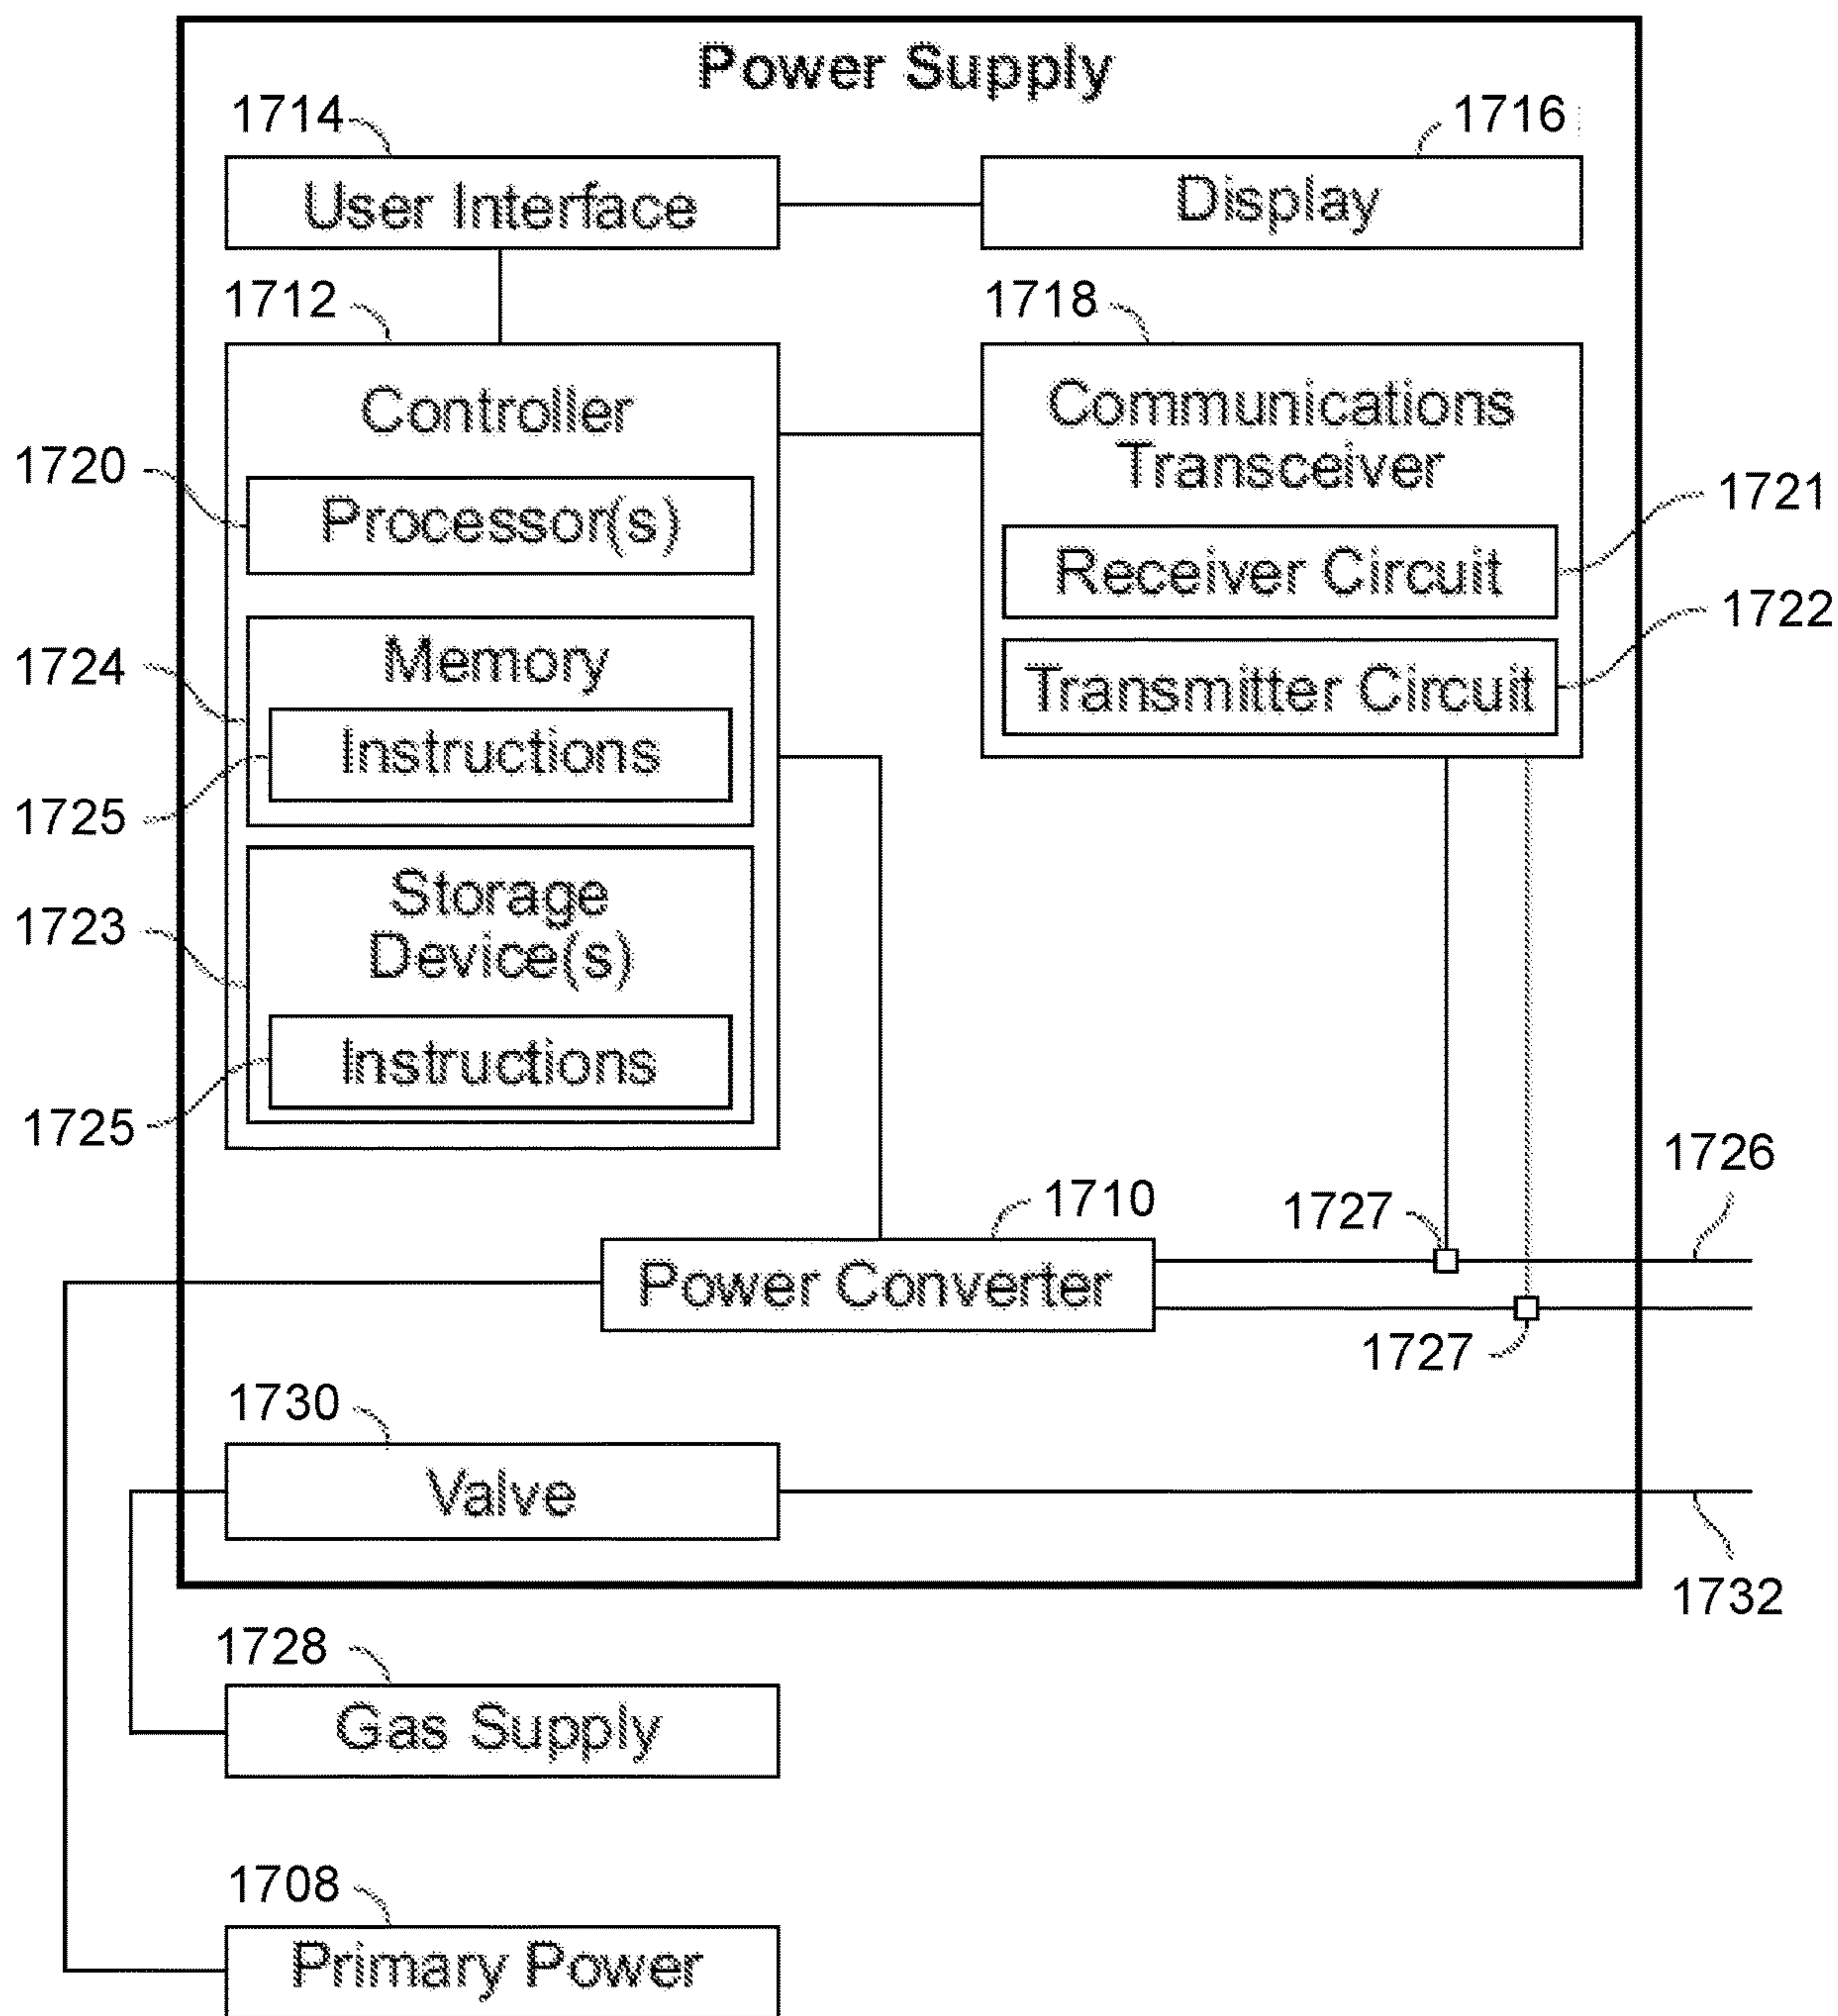 Power Supply
1714
1716
User Interface
Display
1712
1718
Controller
Communications
Transceiver
1720
Processor(s)
1721
Receiver Circuit
1722
1724
Memory
Transmitter Circuit
Instructions
1725
Storage
Device(s)
1723
Instructions
1725
1726
1710
1727
Power Converter
1727
1730
Valve
1732
1728
Gas Supply
1708
Primary Power